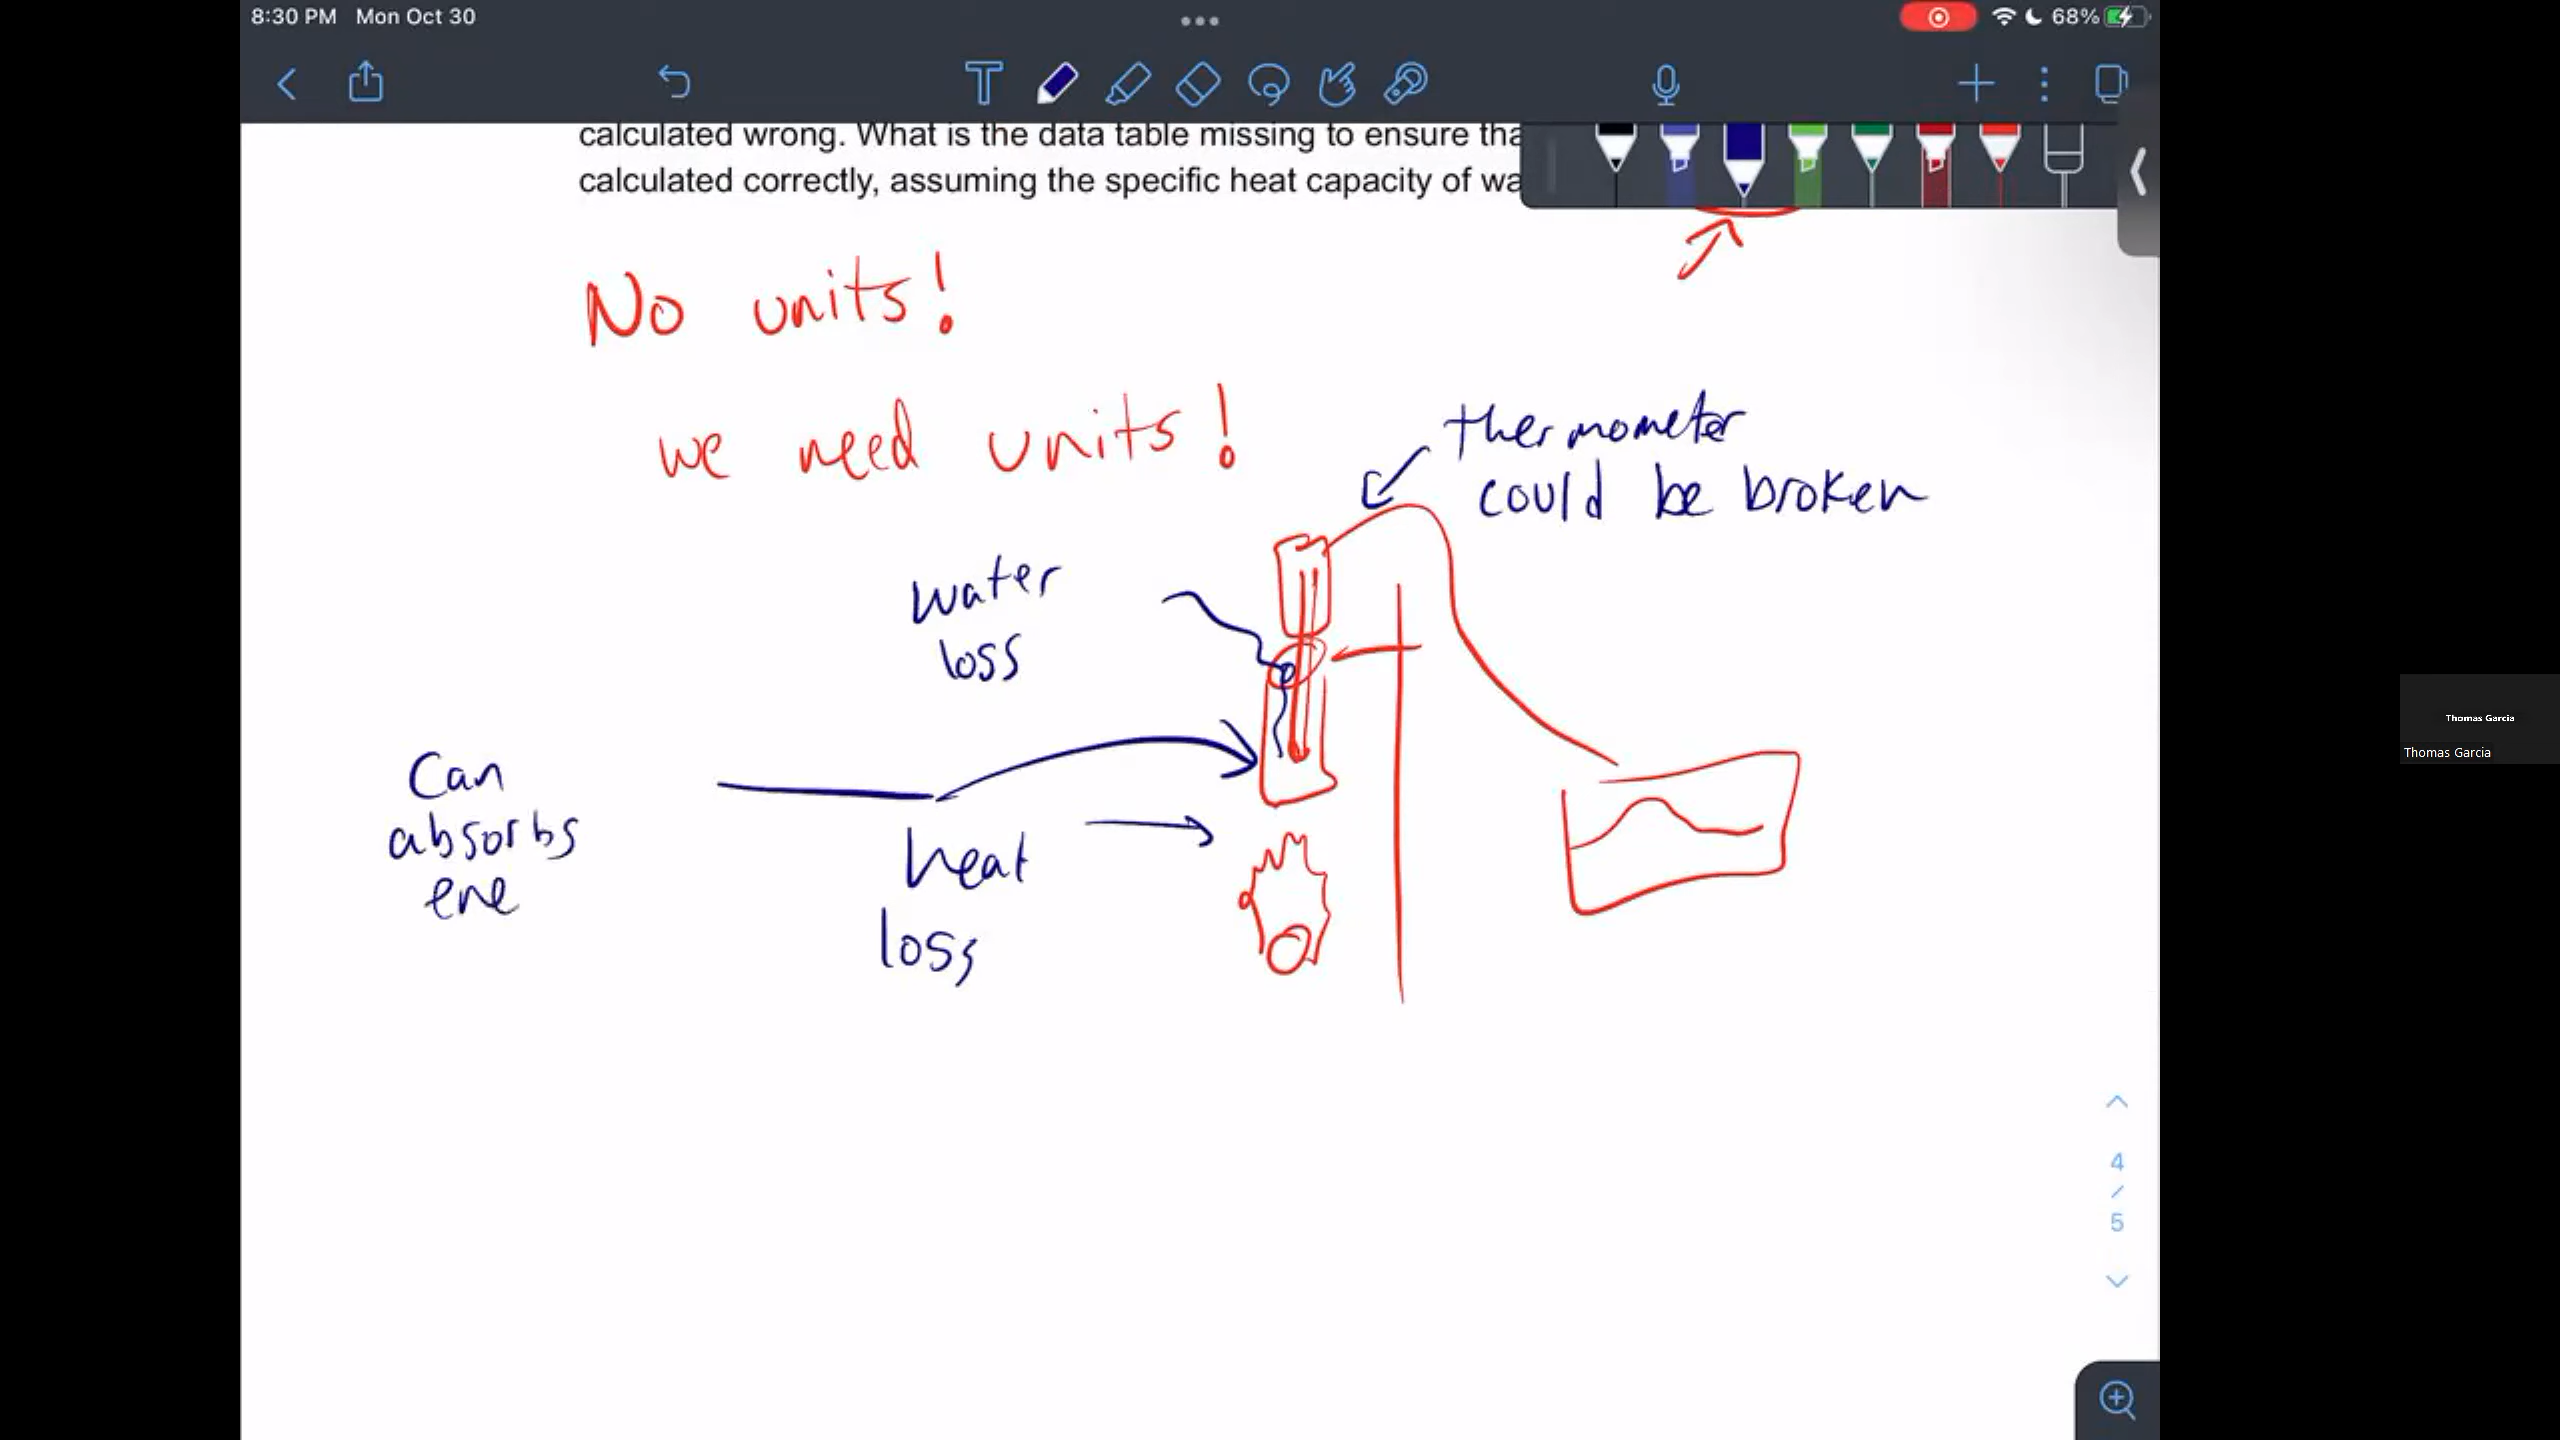 8:30 PM Mon Oct 30
68%
calculated wrong. What is the data table missing to ensure tha
calculated correctly, assuming the specific heat capacity of wa
No units!
we need units!
thermometer
could be broken
water
loss
Can
absorbs
ene
heat
loss
Thomas Garcia
Thomas Garcia
4
/
5